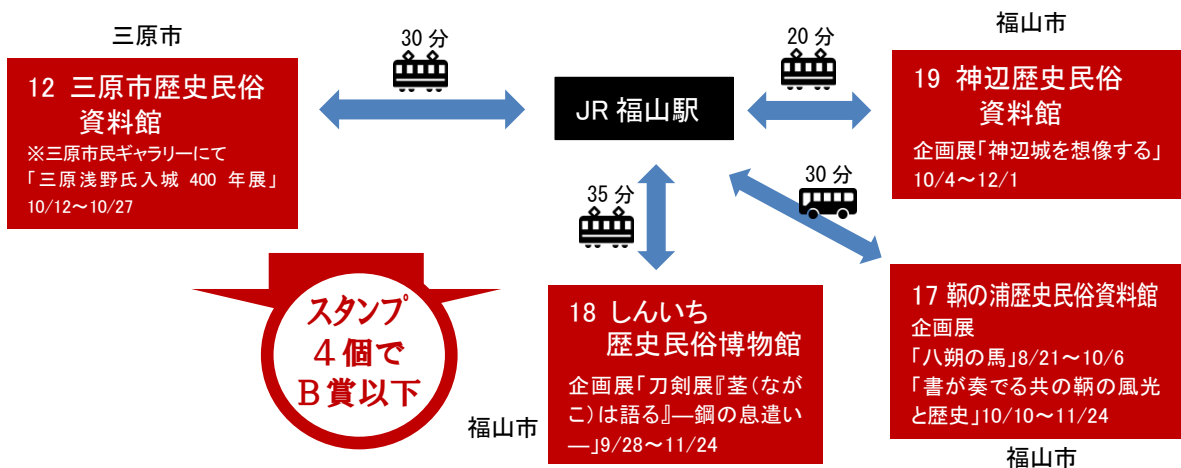 三原市
12 三原市歴史民俗
資料館
※三原市民ギャラリーにて
「三原浅野氏入城 400 年展」
10/12～10/27
30 分
JR 福山駅
20 分
福山市
19 神辺歴史民俗
資料館
企画展「神辺城を想像する」
10/4～12/1
35 分
30 分
スタンプ
4個で
B賞以下
福山市
18 しんいち
歴史民俗博物館
企画展「刀剣展『茎（なが
こ）は語る』―鋼の息遣い
―」9/28～11/24
17 鞆の浦歴史民俗資料館
企画展
「八朔の馬」8/21～10/6
「書が奏でる共の鞆の風光
と歴史」10/10～11/24
福山市